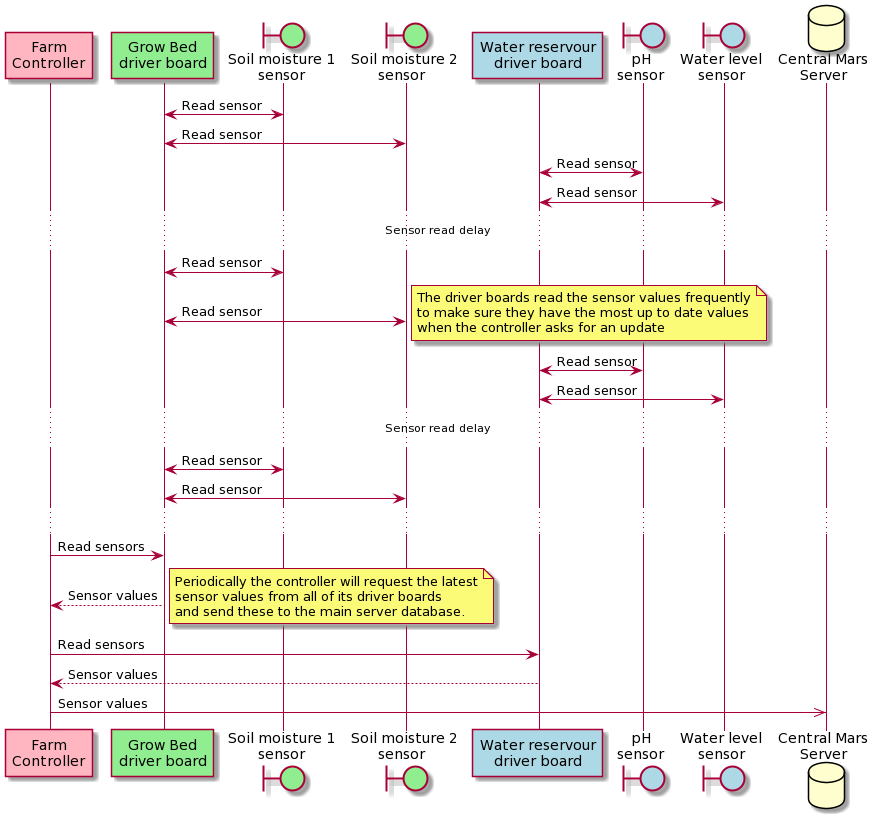 Farm
Controller
Grow Bed
driver board
Soil moisture 1
sensor
Soil moisture 2
sensor
Water reservour
driver board
pH
sensor
Water level
sensor
Central Mars
Server
Read sensor
Read sensor
Read sensor
Read sensor
Sensor read delay
Read sensor
Read sensor
The driver boards read the sensor values frequently
to make sure they have the most up to date values
when the controller asks for an update
Read sensor
Read sensor
Sensor read delay
Read sensor
Read sensor
Read sensors
Sensor values
Periodically the controller will request the latest
sensor values from all of its driver boards
and send these to the main server database.
Read sensors
Sensor values
Sensor values
Farm
Controller
Grow Bed
driver board
Soil moisture 1
sensor
Soil moisture 2
sensor
Water reservour
driver board
pH
sensor
Water level
sensor
Central Mars
Server